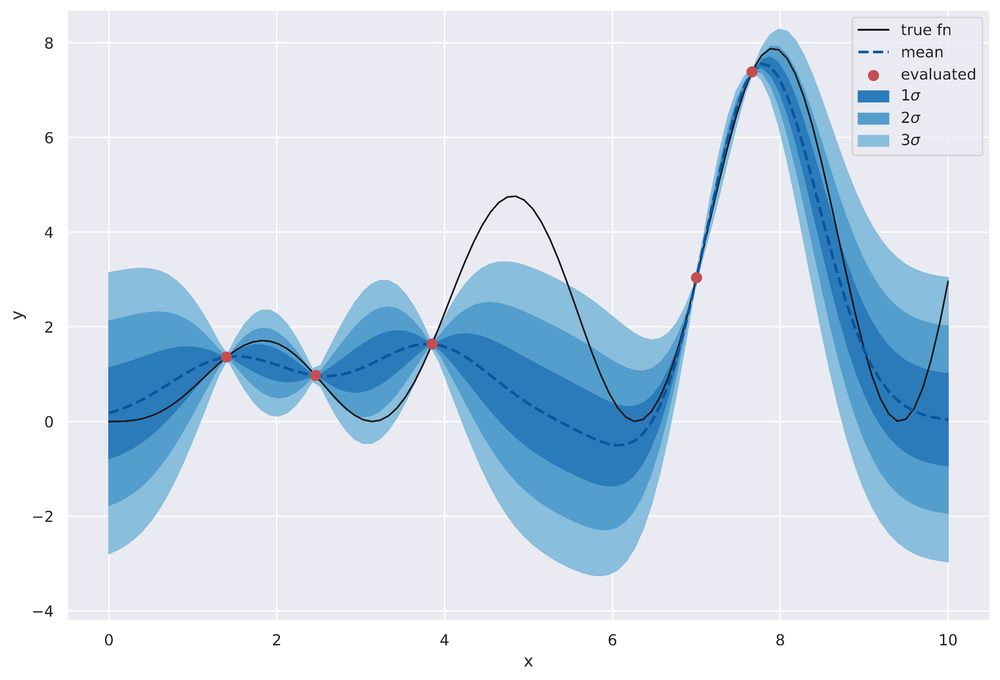 true fn
mean
evaluated
1σ
2σ
3σ
8
6
4
2
0
−2
−4
y
0 2 4 6 8 10
x